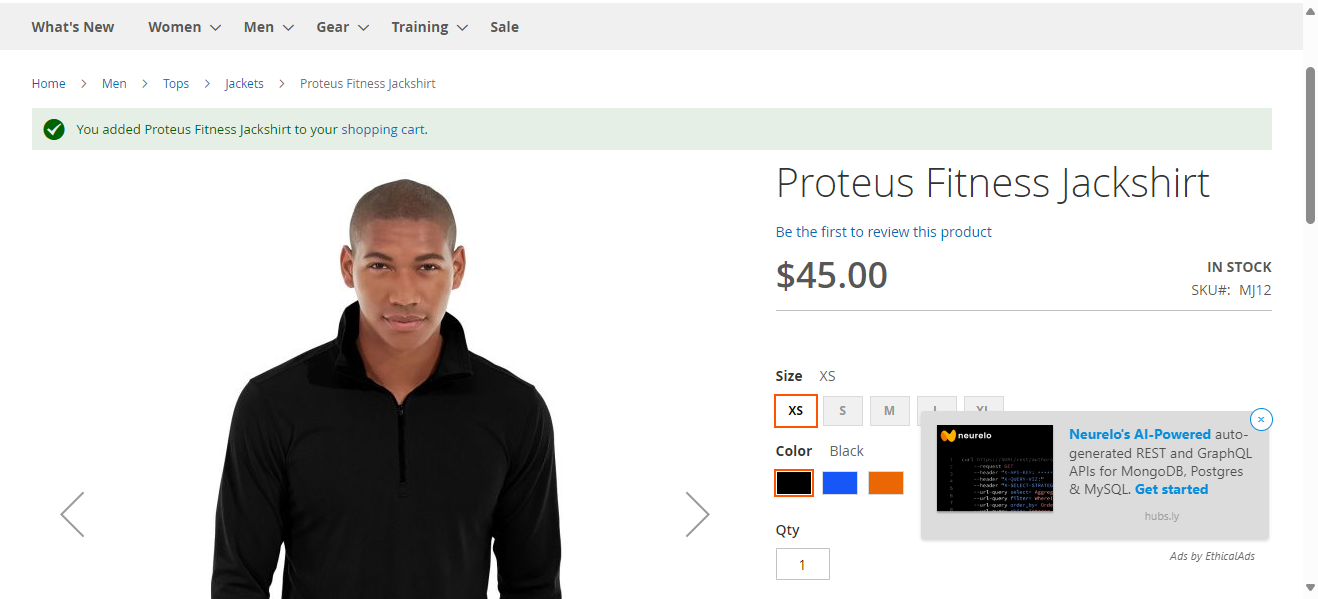 What's New Women Men Gear Training Sale
Home > Men > Tops > Jackets > Proteus Fitness Jackshirt
You added Proteus Fitness Jackshirt to your shopping cart.
Proteus Fitness Jackshirt
Be the first to review this product
$45.00
IN STOCK
SKU#: MJ12
Size XS
XS S M L XL
Color Black
Qty
1
neurelo
Neurelo's AI-Powered auto-
generated REST and GraphQL
APIs for MongoDB, Postgres
& MySQL. Get started
hubs.ly
Ads by EthicalAds